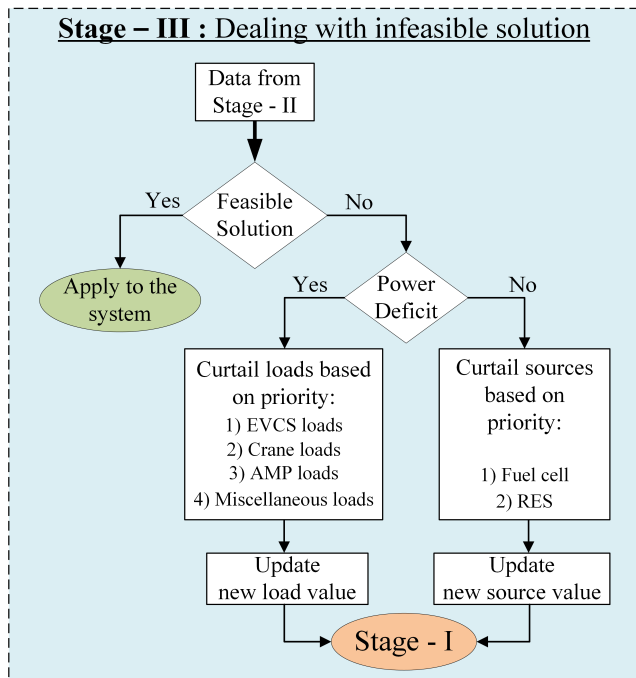 Stage – III : Dealing with infeasible solution
Data from
Stage - II
Yes
Feasible
Solution
No
Apply to the
system
Yes
Power
Deficit
No
Curtail loads based
on priority:
1) EVCS loads
2) Crane loads
3) AMP loads
4) Miscellaneous loads
Curtail sources
based on
priority:
1) Fuel cell
2) RES
Update
new load value
Update
new source value
Stage - I